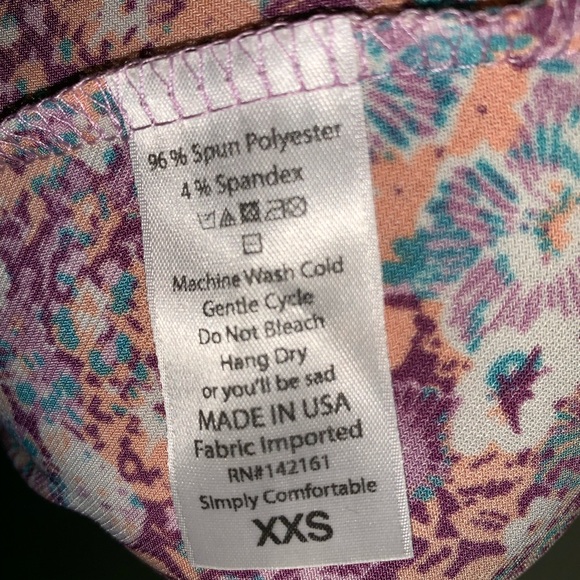 96% Spun Polyester
4% Spandex
Machine Wash Cold
Gentle Cycle
Do Not Bleach
Hang Dry
or you'll be sad
MADE IN USA
Fabric Imported
RN#142161
Simply Comfortable
XXS